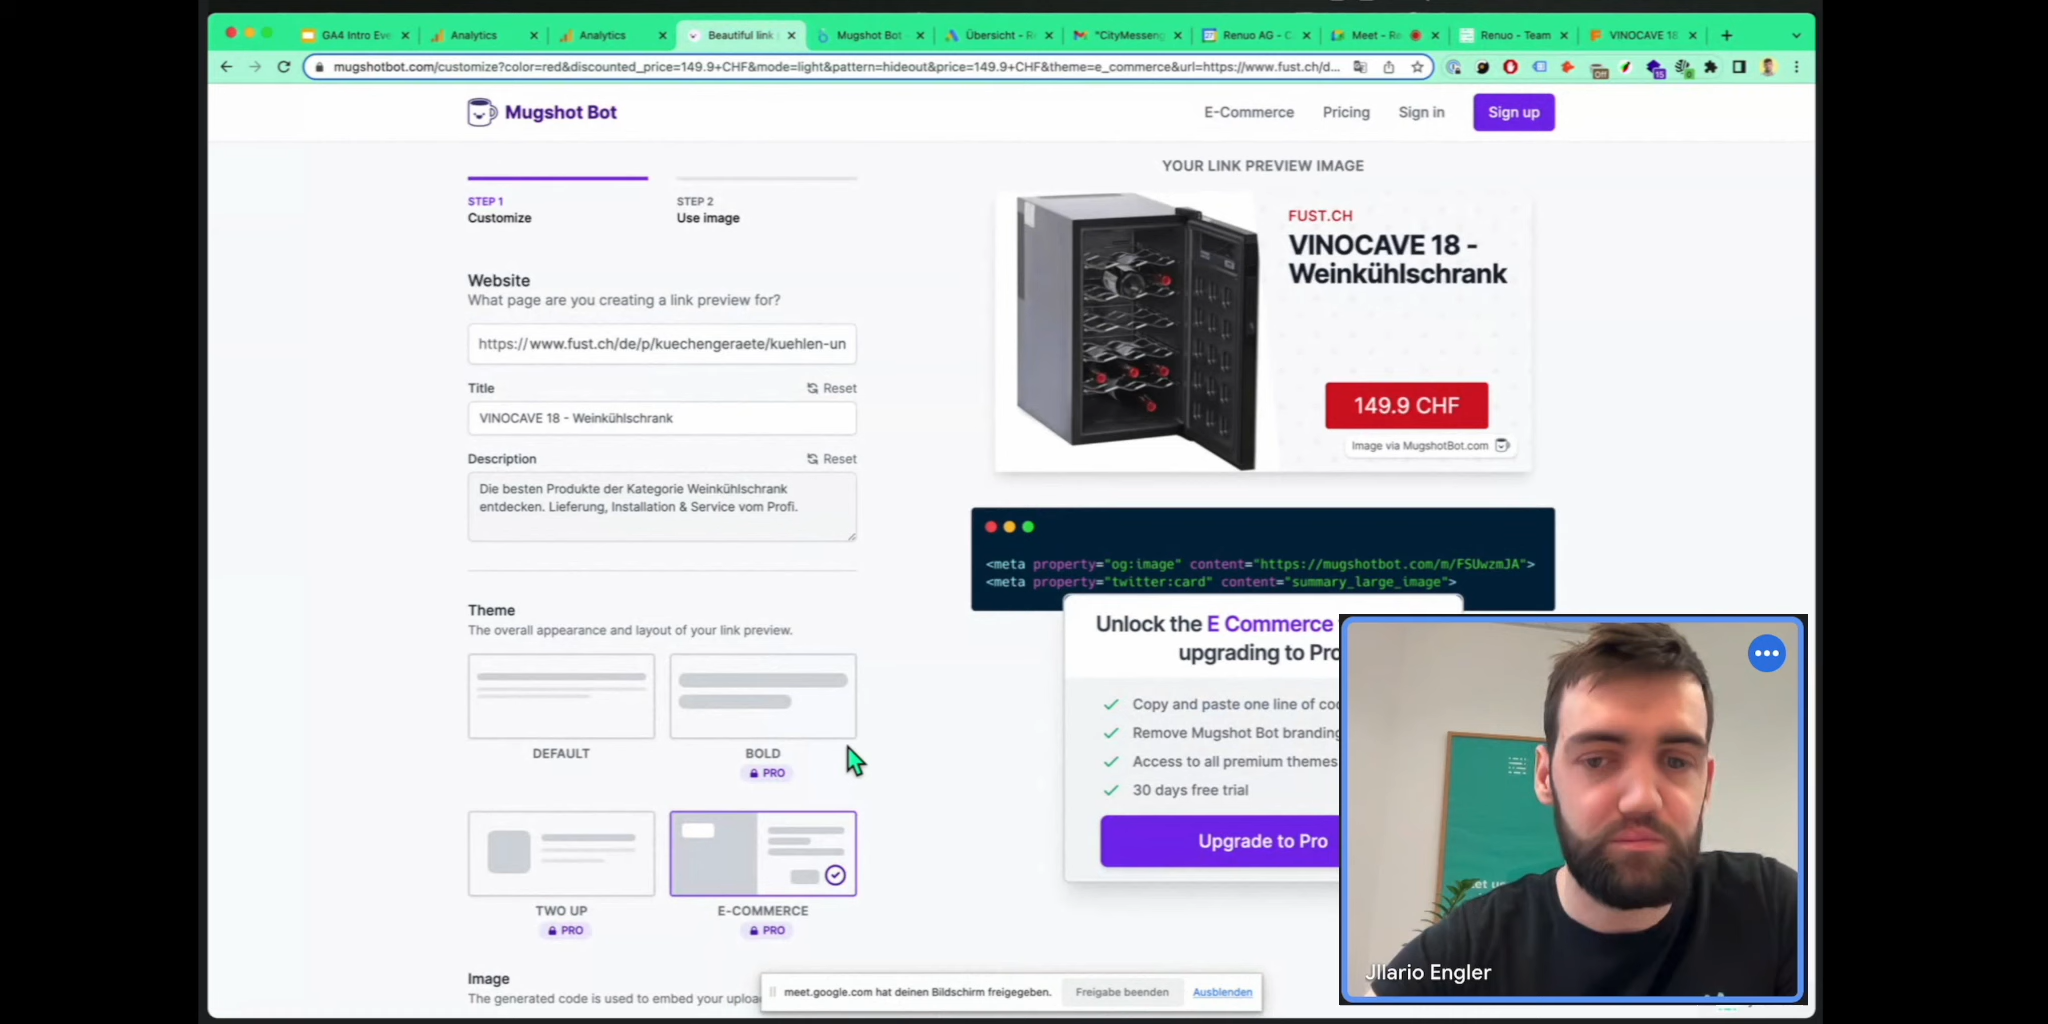 GA4 Intro Eve
Analytics
Analytics
Beautiful link
Mugshot Bot -
Übersicht - R
"CityMesseng
Renuo AG - C
Meet - Re
Renuo - Team
VINOCAVE 18
mugshotbot.com/customize?color=red&discounted_price=149.9+CHF&mode=light&pattern=hideout&price=149.9+CHF&theme=e_commerce&url=https://www.fust.ch/d...
Off
15
Mugshot Bot
E-Commerce
Pricing
Sign in
Sign up
STEP 1
Customize
STEP 2
Use image
Website
What page are you creating a link preview for?
https://www.fust.ch/de/p/kuechengeraete/kuehlen-un
Title
Reset
VINOCAVE 18 - Weinkühlschrank
Description
Reset
Die besten Produkte der Kategorie Weinkühlschrank
entdecken. Lieferung, Installation & Service vom Profi.
Theme
The overall appearance and layout of your link preview.
DEFAULT
BOLD
PRO
TWO UP
PRO
E-COMMERCE
PRO
Image
The generated code is used to embed your uploa
YOUR LINK PREVIEW IMAGE
FUST.CH
VINOCAVE 18 -
Weinkühlschrank
149.9 CHF
Image via MugshotBot.com
<meta property="og:image" content="https://mugshotbot.com/m/FSUwzmJA">
<meta property="twitter:card" content="summary_large_image">
Unlock the E Commerce
upgrading to Pro
Copy and paste one line of co
Remove Mugshot Bot branding
Access to all premium themes
30 days free trial
Upgrade to Pro
meet.google.com hat deinen Bildschirm freigegeben.
Freigabe beenden
Ausblenden
Jllario Engler